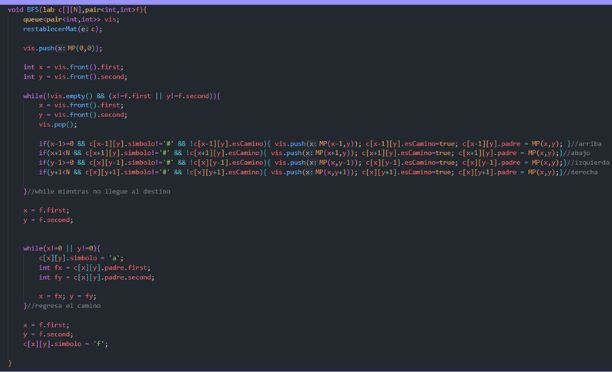 void BFS(lab c[][N],pair<int,int>f){
queue<pair<int,int>> vis;
restablecerMat(c: c);
vis.push(x: MP(0,0));
int x = vis.front().first;
int y = vis.front().second;
while(!vis.empty() && (x!=f.first || y!=f.second)){
x = vis.front().first;
y = vis.front().second;
vis.pop();
if(x-1>=0 && c[x-1][y].simbolo!='#' && !c[x-1][y].esCamino){ vis.push(x: MP(x-1,y)); c[x-1][y].esCamino=true; c[x-1][y].padre = MP(x,y); }//arriba
if(x+1<N && c[x+1][y].simbolo!='#' && !c[x+1][y].esCamino){ vis.push(x: MP(x+1,y)); c[x+1][y].esCamino=true; c[x+1][y].padre = MP(x,y);}//abajo
if(y-1>=0 && c[x][y-1].simbolo!='#' && !c[x][y-1].esCamino){ vis.push(x: MP(x,y-1)); c[x][y-1].esCamino=true; c[x][y-1].padre = MP(x,y);}//izquierda
if(y+1<N && c[x][y+1].simbolo!='#' && !c[x][y+1].esCamino){ vis.push(x: MP(x,y+1)); c[x][y+1].esCamino=true; c[x][y+1].padre = MP(x,y);}//derecha
}//while mientras no llegue al destino
x = f.first;
y = f.second;
while(x!=0 || y!=0){
c[x][y].simbolo = 'a';
int fx = c[x][y].padre.first;
int fy = c[x][y].padre.second;
x = fx; y = fy;
}//regresa el camino
x = f.first;
y = f.second;
c[x][y].simbolo = 'f';
}